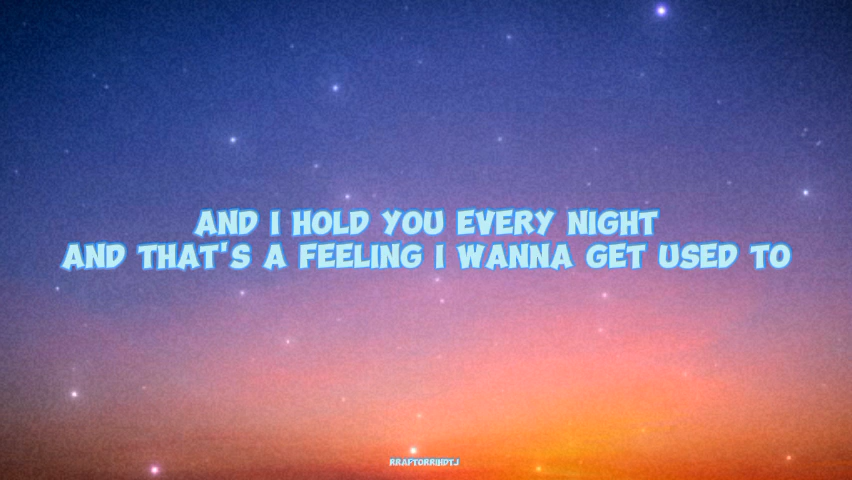 AND I HOLD YOU EVERY NIGHT
AND THAT'S A FEELING I WANNA GET USED TO